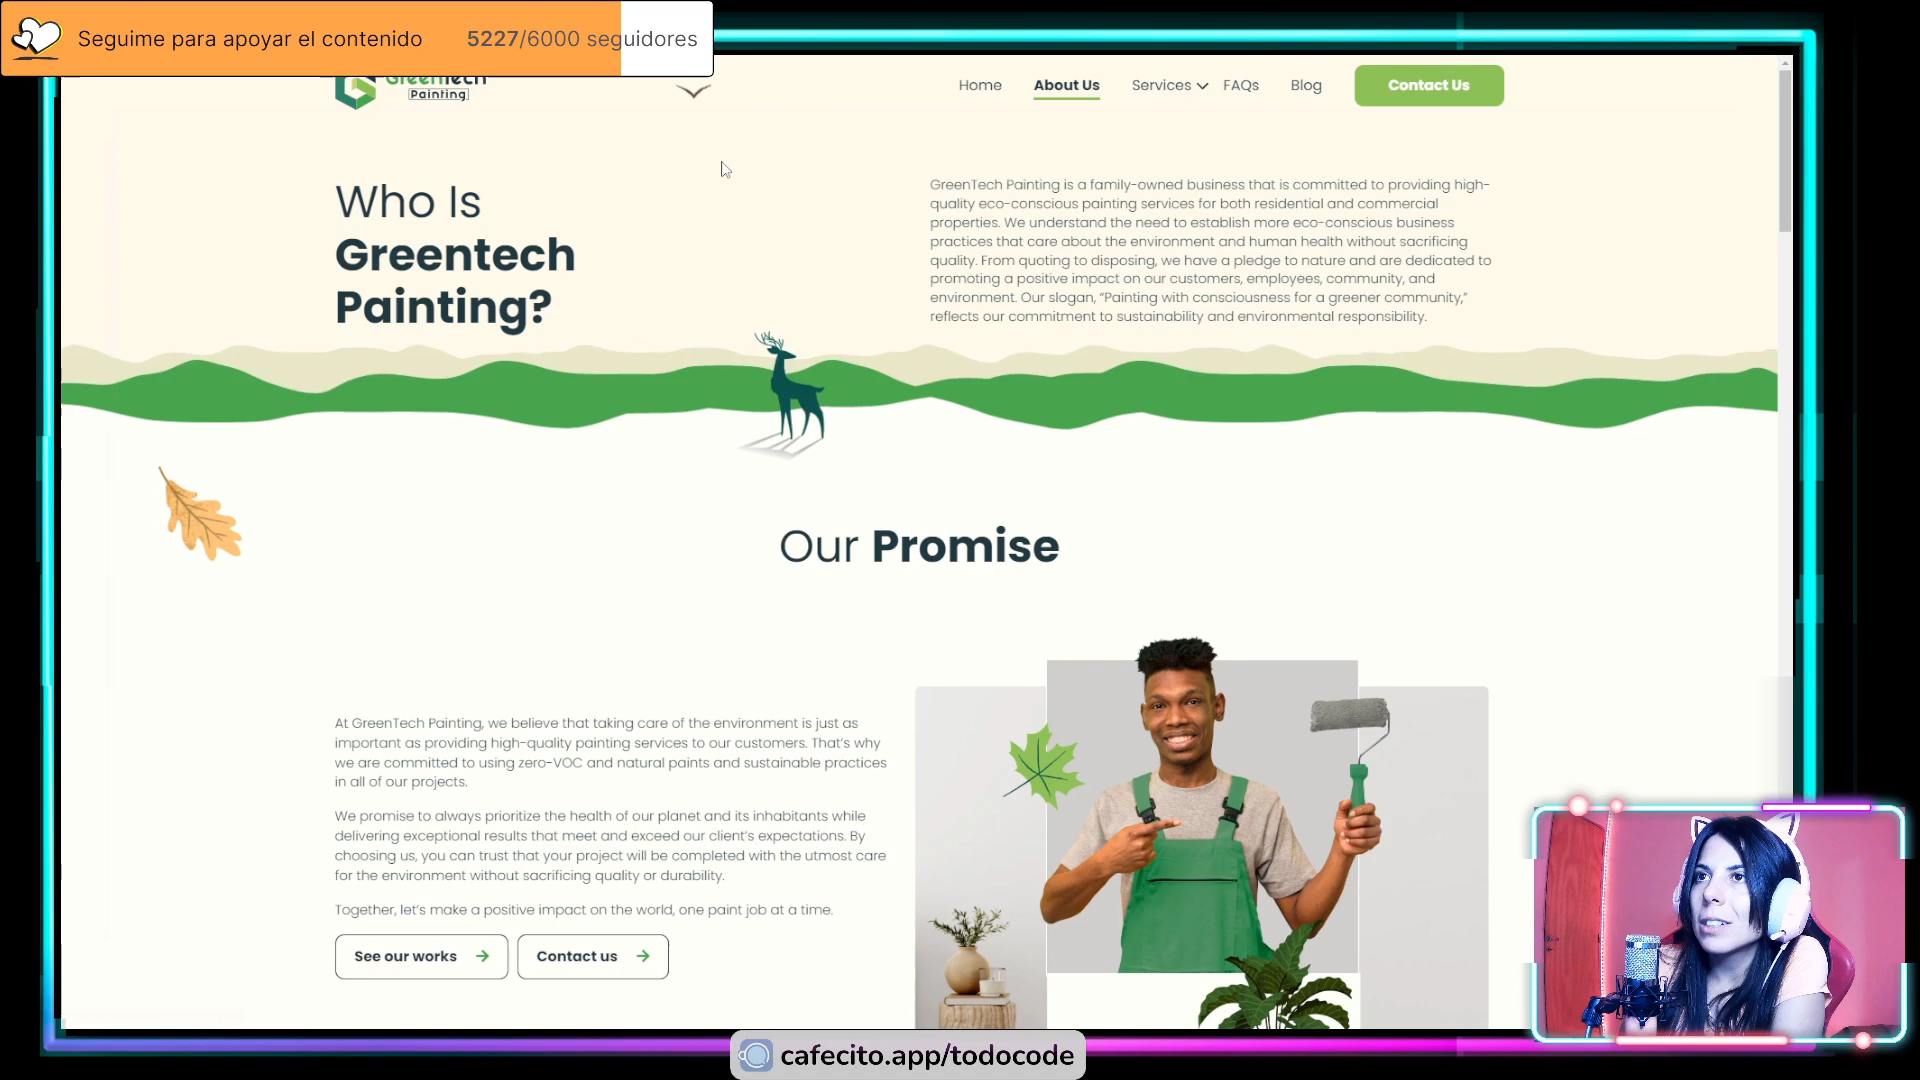 Seguime para apoyar el contenido 5227/6000 seguidores
GreenTech
Painting
Home About Us Services FAQs Blog Contact Us
Who Is
Greentech
Painting?
GreenTech Painting is a family-owned business that is committed to providing high-
quality eco-conscious painting services for both residential and commercial
properties. We understand the need to establish more eco-conscious business
practices that care about the environment and human health without sacrificing
quality. From quoting to disposing, we have a pledge to nature and are dedicated to
promoting a positive impact on our customers, employees, community, and
environment. Our slogan, “Painting with consciousness for a greener community,”
reflects our commitment to sustainability and environmental responsibility.
Our Promise
At GreenTech Painting, we believe that taking care of the environment is just as
important as providing high-quality painting services to our customers. That’s why
we are committed to using zero-VOC and natural paints and sustainable practices
in all of our projects.
We promise to always prioritize the health of our planet and its inhabitants while
delivering exceptional results that meet and exceed our client’s expectations. By
choosing us, you can trust that your project will be completed with the utmost care
for the environment without sacrificing quality or durability.
Together, let’s make a positive impact on the world, one paint job at a time.
See our works Contact us
cafecito.app/todocode